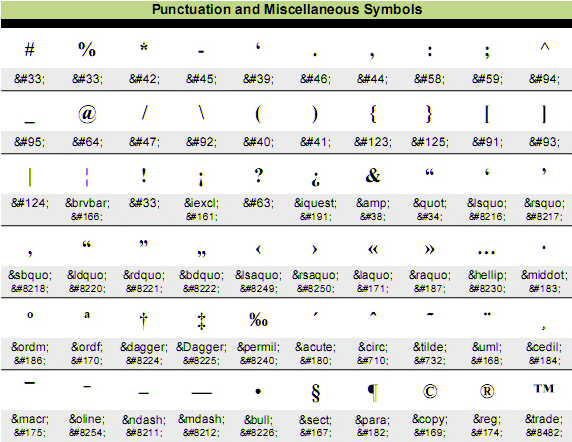 Punctuation and Miscellaneous Symbols
# % * - ‘ . , : ; ^
&#33; &#33; &#42; &#45; &#39; &#46; &#44; &#58; &#59; &#94;
_ @ / \ ( ) { } [ ]
&#95; &#64; &#47; &#92; &#40; &#41; &#123; &#125; &#91; &#93;
| ¦ ! ¡ ? ¿ & “ ‘ ’
&#124; &brvbar; &#33; &iexcl; &#63; &iquest; &amp; &quot; &lsquo; &rsquo;
&#166; &#161; &#191; &#38; &#34; &#8216; &#8217;
‚ “ ” „ ‹ › « » … ·
&sbquo; &ldquo; &rdquo; &bdquo; &lsaquo; &rsaquo; &laquo; &raquo; &hellip; &middot;
&#8218; &#8220; &#8221; &#8222; &#8249; &#8250; &#171; &#187; &#8230; &#183;
º ª † ‡ ‰ ´ ˆ ˜ ¨ ¸
&ordm; &ordf; &dagger; &Dagger; &permil; &acute; &circ; &tilde; &uml; &cedil;
&#186; &#170; &#8224; &#8225; &#8240; &#180; &#710; &#732; &#168; &#184;
¯ ‾ – — • § ¶ © ® ™
&macr; &oline; &ndash; &mdash; &bull; &sect; &para; &copy; &reg; &trade;
&#175; &#8254; &#8211; &#8212; &#8226; &#167; &#182; &#169; &#174; &#8482;